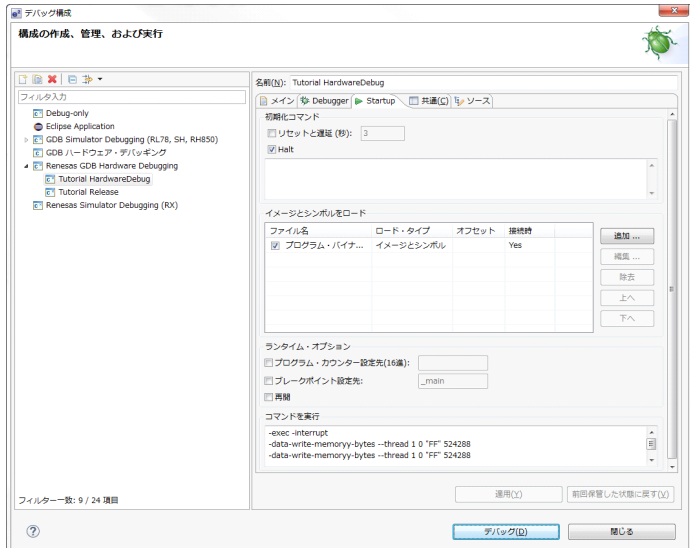 デバッグ構成
構成の作成、管理、および実行
フィルタ入力
Debug-only
Eclipse Application
GDB Simulator Debugging (RL78, SH, RH850)
GDB ハードウェア・デバッギング
Renesas GDB Hardware Debugging
Tutorial HardwareDebug
Tutorial Release
Renesas Simulator Debugging (RX)
フィルター一致: 9 / 24 項目
名前(N): Tutorial HardwareDebug
メイン Debugger Startup 共通(C) ソース
初期化コマンド
リセットと遅延 (秒): 3
Halt
イメージとシンボルをロード
ファイル名 ロード・タイプ オフセット 接続時
プログラム・バイナ... イメージとシンボル Yes
追加 ...
編集 ...
除去
上へ
下へ
ランタイム・オプション
プログラム・カウンター設定先(16進):
ブレークポイント設定先: _main
再開
コマンドを実行
-exec -interrupt
-data-write-memoryy-bytes --thread 1 0 "FF" 524288
-data-write-memoryy-bytes --thread 1 0 "FF" 524288
適用(Y) 前回保管した状態に戻す(V)
デバッグ(D) 閉じる